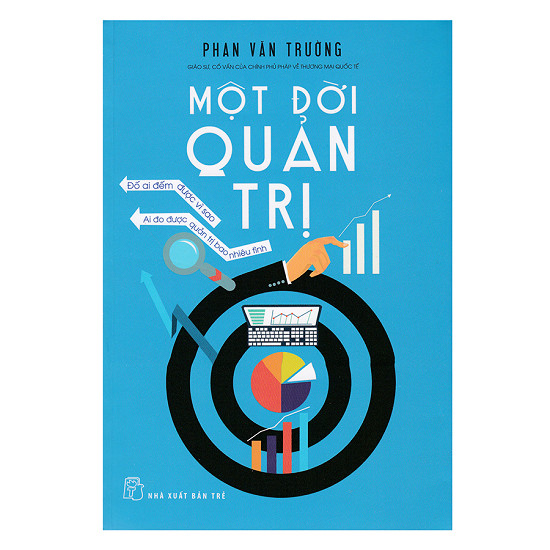 PHAN VĂN TRƯỜNG
GIÁO SƯ, CỐ VẤN CỦA CHÍNH PHỦ PHÁP VỀ THƯƠNG MẠI QUỐC TẾ
MỘT ĐỜI
QUẢN
TRỊ
Đố ai đếm được vì sao
Ai đo được quản trị bao nhiêu tình
NHÀ XUẤT BẢN TRẺ